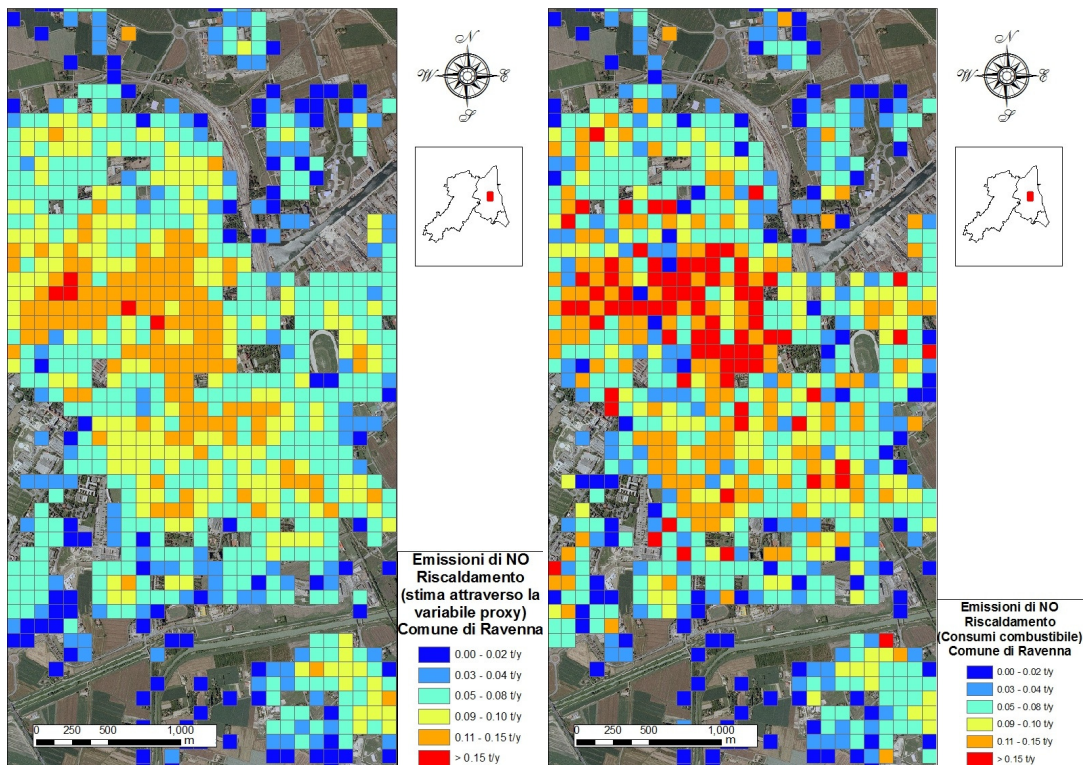 N
W E
S
Emissioni di NO
Riscaldamento
(stima attraverso la
variabile proxy)
Comune di Ravenna
0.00 - 0.02 t/y
0.03 - 0.04 t/y
0.05 - 0.08 t/y
0.09 - 0.10 t/y
0.11 - 0.15 t/y
> 0.15 t/y
0 250 500 1,000
m
N
W E
S
Emissioni di NO
Riscaldamento
(Consumi combustibile)
Comune di Ravenna
0.00 - 0.02 t/y
0.03 - 0.04 t/y
0.05 - 0.08 t/y
0.09 - 0.10 t/y
0.11 - 0.15 t/y
> 0.15 t/y
0 250 500 1,000
m